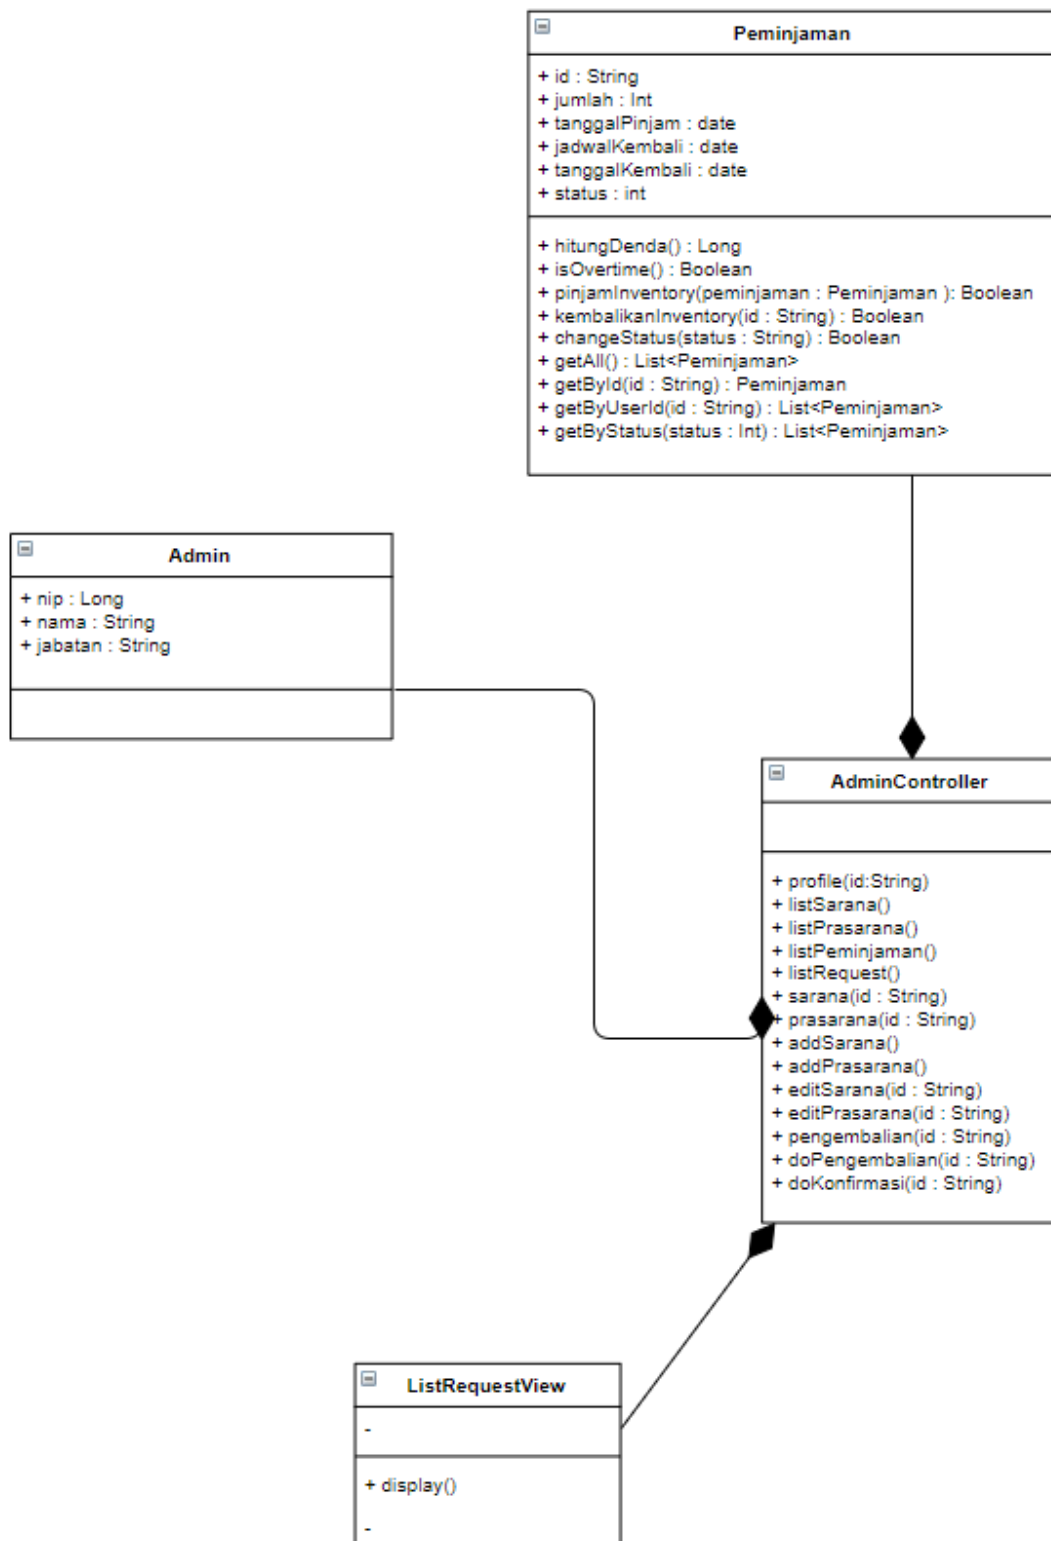 Peminjaman
+ id : String
+ jumlah : Int
+ tanggalPinjam : date
+ jadwalKembali : date
+ tanggalKembali : date
+ status : int
+ hitungDenda() : Long
+ isOvertime() : Boolean
+ pinjamInventory(peminjaman : Peminjaman ): Boolean
+ kembalikanInventory(id : String) : Boolean
+ changeStatus(status : String) : Boolean
+ getAll() : List<Peminjaman>
+ getById(id : String) : Peminjaman
+ getByUserId(id : String) : List<Peminjaman>
+ getByStatus(status : Int) : List<Peminjaman>
Admin
+ nip : Long
+ nama : String
+ jabatan : String
AdminController
+ profile(id:String)
+ listSarana()
+ listPrasarana()
+ listPeminjaman()
+ listRequest()
+ sarana(id : String)
+ prasarana(id : String)
+ addSarana()
+ addPrasarana()
+ editSarana(id : String)
+ editPrasarana(id : String)
+ pengembalian(id : String)
+ doPengembalian(id : String)
+ doKonfirmasi(id : String)
ListRequestView
-
+ display()
-